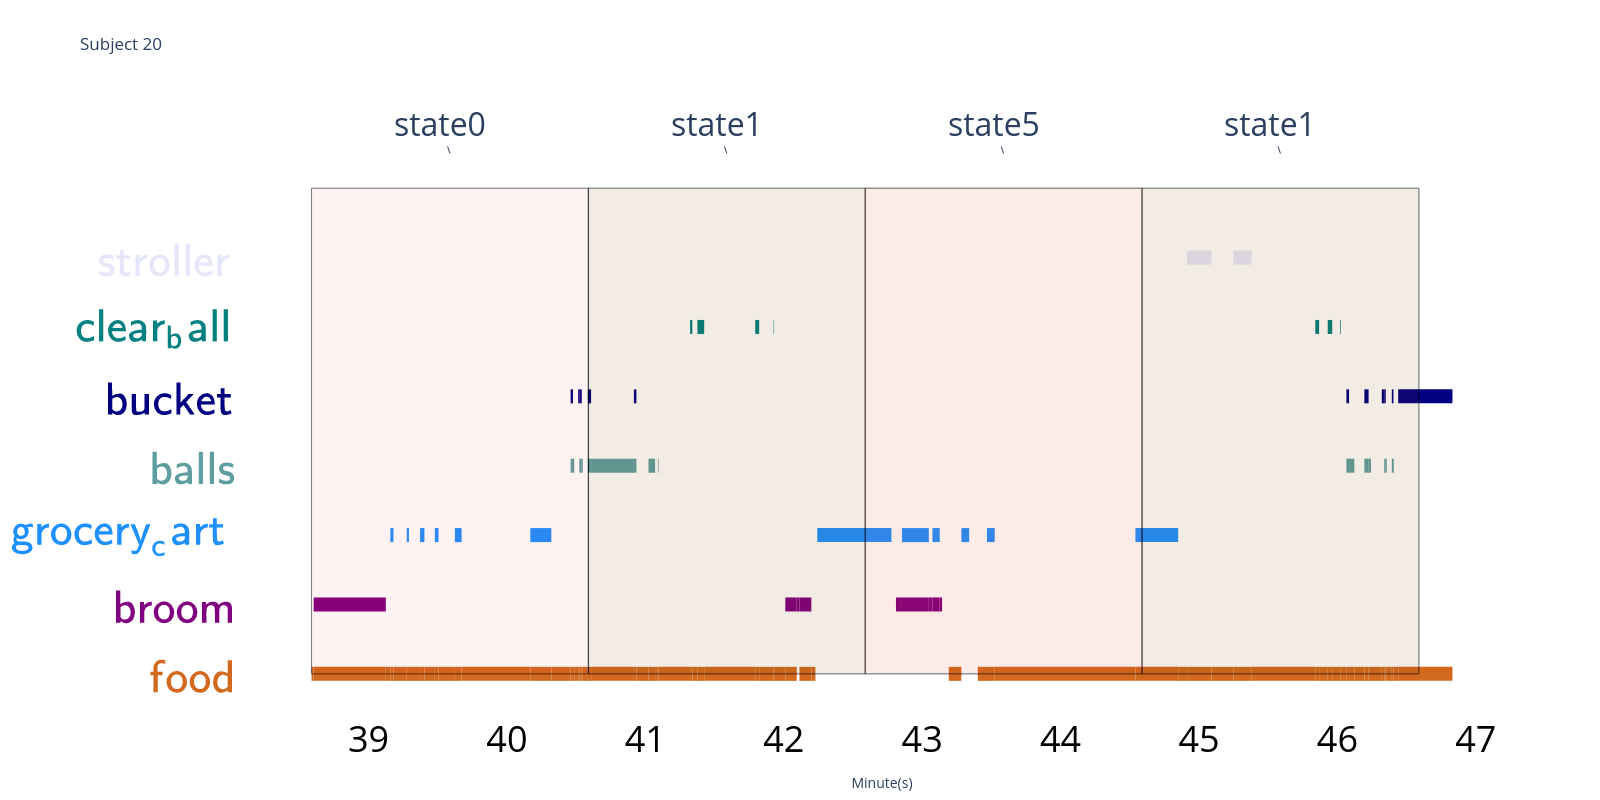 Subject 20
state0 state1 state5 state1
stroller
clear_ball
bucket
balls
grocery_cart
broom
food
39 40 41 42 43 44 45 46 47
Minute(s)